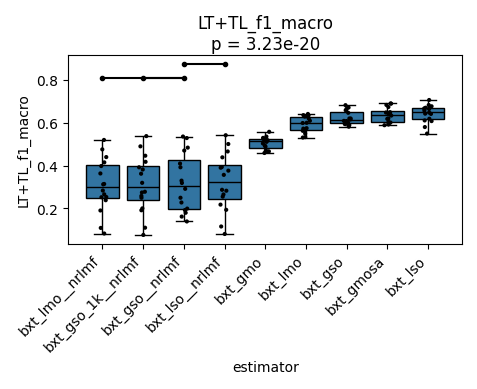 LT+TL_f1_macro
p = 3.23e-20
LT+TL_f1_macro
0.8
0.6
0.4
0.2
bxt_lmo__nrlmf
bxt_gso_1k__nrlmf
bxt_gso__nrlmf
bxt_lso__nrlmf
bxt_gmo
bxt_lmo
bxt_gso
bxt_gmosa
bxt_lso
estimator